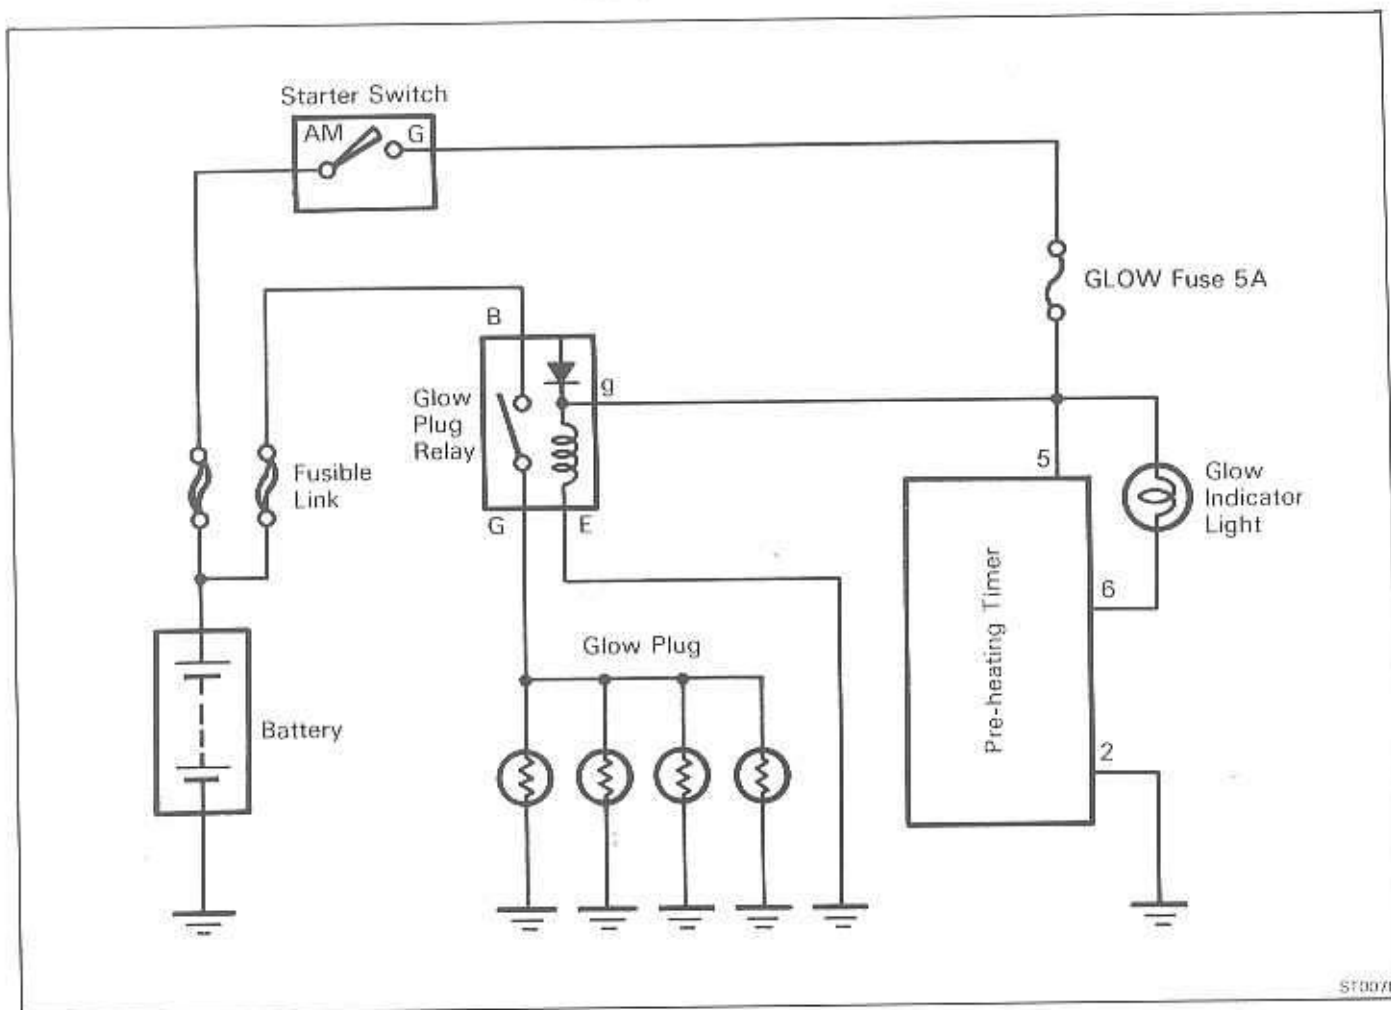 Starter Switch
AM
G
GLOW Fuse 5A
B
g
Glow
Plug
Relay
Fusible
Link
5
Glow
Indicator
Light
G
E
6
Pre-heating Timer
Glow Plug
Battery
2